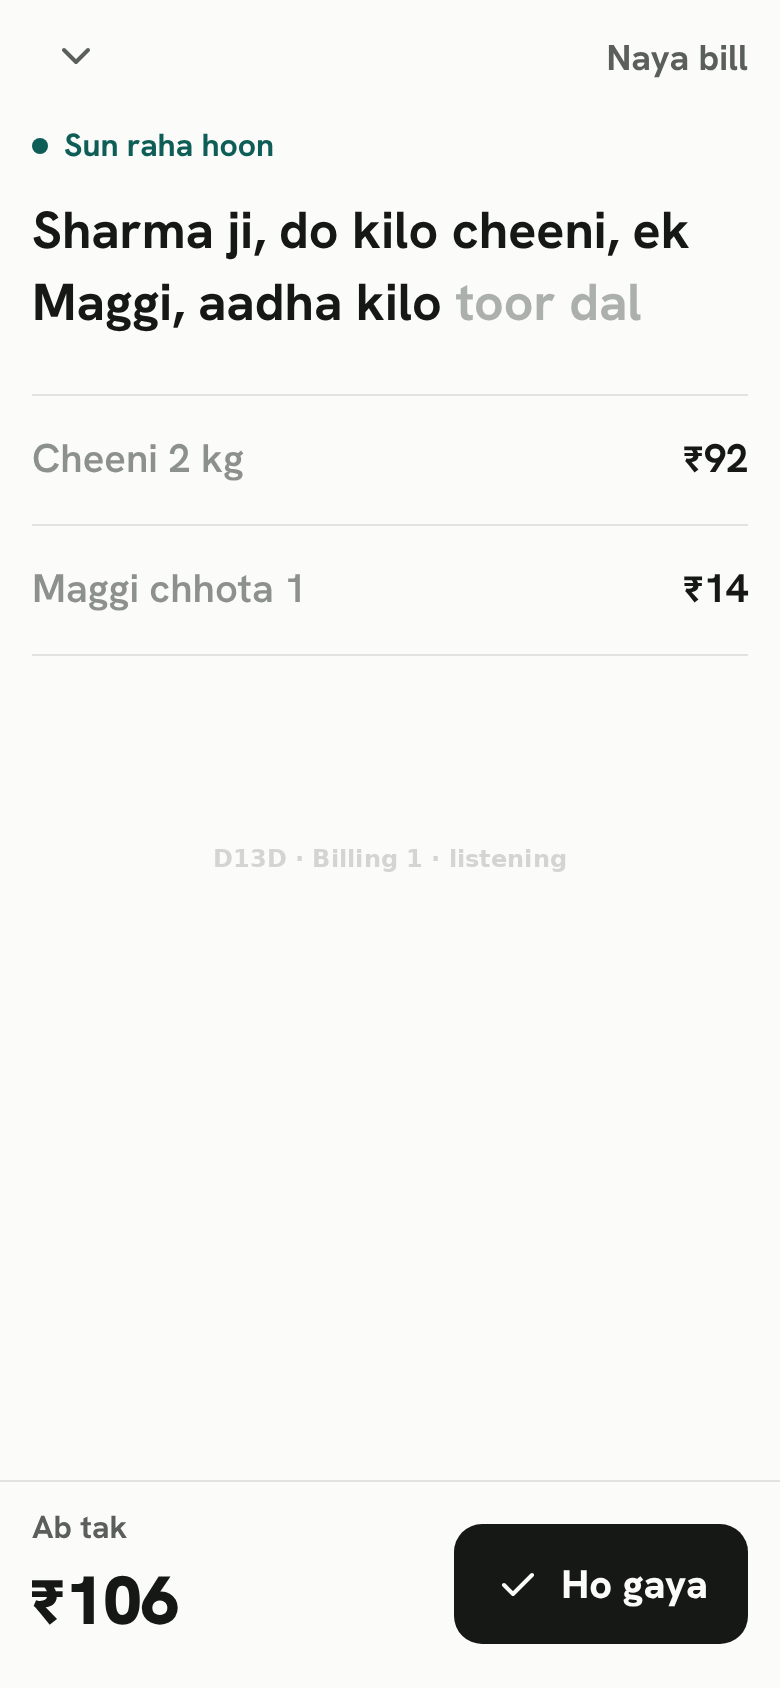 Naya bill
Sun raha hoon
Sharma ji, do kilo cheeni, ek
Maggi, aadha kilo toor dal
Cheeni 2 kg ₹92
Maggi chhota 1 ₹14
D13D · Billing 1 · listening
Ab tak
₹106
Ho gaya